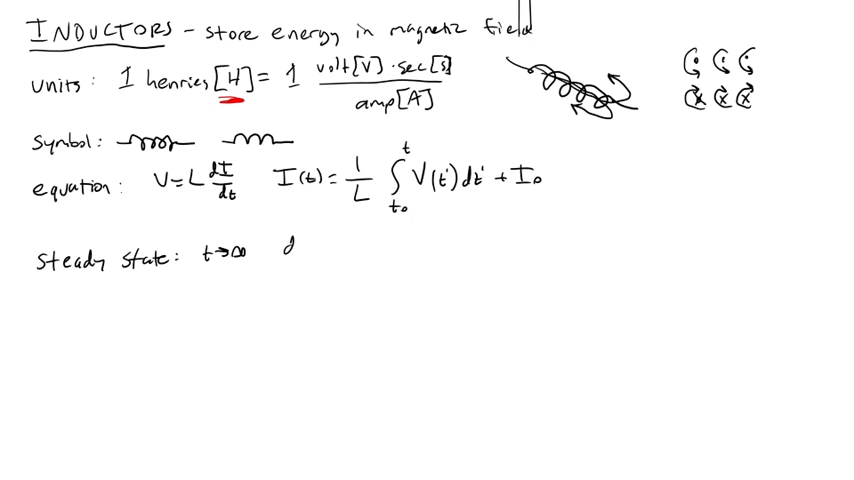 INDUCTORS - store energy in magnetic field
units: 1 henries [H] = 1 volt[V]·sec[s] / amp[A]
symbol:
equation: V = L dI/dt    I(t) = 1/L ∫_{t₀}^{t} V(t')dt' + I₀
steady state: t→∞ d